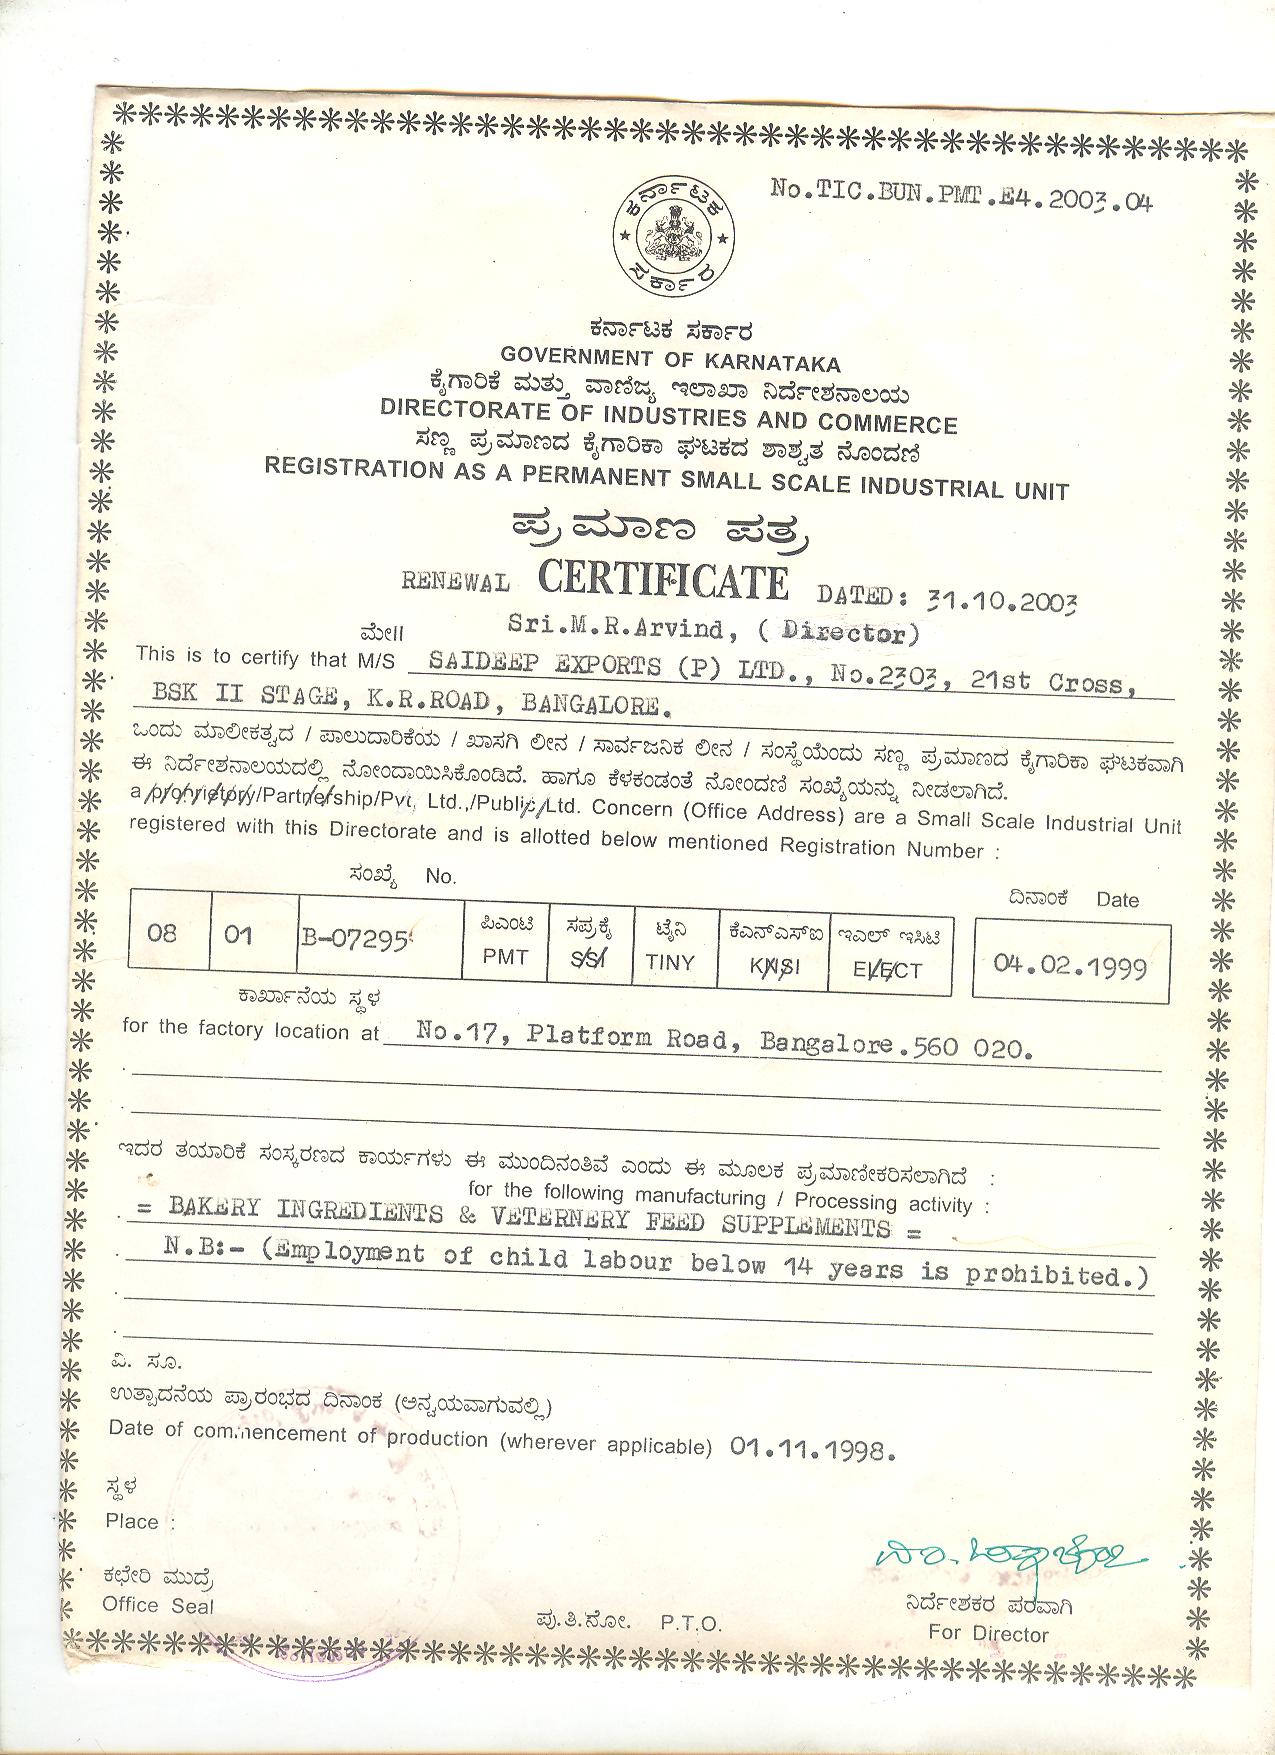 No.TIC.BUN.PMT.E4.2003.04
ಕರ್ನಾಟಕ
ಸರ್ಕಾರ
ಕರ್ನಾಟಕ ಸರ್ಕಾರ
GOVERNMENT OF KARNATAKA
ಕೈಗಾರಿಕೆ ಮತ್ತು ವಾಣಿಜ್ಯ ಇಲಾಖಾ ನಿರ್ದೇಶನಾಲಯ
DIRECTORATE OF INDUSTRIES AND COMMERCE
ಸಣ್ಣ ಪ್ರಮಾಣದ ಕೈಗಾರಿಕಾ ಘಟಕದ ಶಾಶ್ವತ ನೊಂದಣಿ
REGISTRATION AS A PERMANENT SMALL SCALE INDUSTRIAL UNIT
ಪ್ರಮಾಣ ಪತ್ರ
RENEWAL CERTIFICATE DATED: 31.10.2003
ಮೇ॥ Sri.M.R.Arvind, ( Director)
This is to certify that M/S SAIDEEP EXPORTS (P) LTD., No.2303, 21st Cross,
BSK II STAGE, K.R.ROAD, BANGALORE.
ಒಂದು ಮಾಲೀಕತ್ವದ / ಪಾಲುದಾರಿಕೆಯ / ಖಾಸಗಿ ಲೀನ / ಸಾರ್ವಜನಿಕ ಲೀನ / ಸಂಸ್ಥೆಯೆಂದು ಸಣ್ಣ ಪ್ರಮಾಣದ ಕೈಗಾರಿಕಾ ಘಟಕವಾಗಿ
ಈ ನಿರ್ದೇಶನಾಲಯದಲ್ಲಿ ನೋಂದಾಯಿಸಿಕೊಂಡಿದೆ. ಹಾಗೂ ಕೆಳಕಂಡಂತೆ ನೋಂದಣಿ ಸಂಖ್ಯೆಯನ್ನು ನೀಡಲಾಗಿದೆ.
a proprietory/Partnership/Pvt, Ltd.,/Public Ltd. Concern (Office Address) are a Small Scale Industrial Unit
registered with this Directorate and is allotted below mentioned Registration Number :
ಸಂಖ್ಯೆ No.
ದಿನಾಂಕ Date
08 01 B-07295 ಪಿಎಂಟಿ ಸಪ್ರಕೈ ಟೈನಿ ಕೆಎನ್‌ಎಸ್‌ಐ ಇಎಲ್ ಇಸಿಟಿ
PMT SSI TINY KNSI EL/ECT 04.02.1999
ಕಾರ್ಖಾನೆಯ ಸ್ಥಳ
for the factory location at No.17, Platform Road, Bangalore.560 020.
ಇದರ ತಯಾರಿಕೆ ಸಂಸ್ಕರಣದ ಕಾರ್ಯಗಳು ಈ ಮುಂದಿನಂತಿವೆ ಎಂದು ಈ ಮೂಲಕ ಪ್ರಮಾಣೀಕರಿಸಲಾಗಿದೆ :
for the following manufacturing / Processing activity :
= BAKERY INGREDIENTS & VETERNERY FEED SUPPLEMENTS =
N.B:- (Employment of child labour below 14 years is prohibited.)
ವಿ. ಸೂ.
ಉತ್ಪಾದನೆಯ ಪ್ರಾರಂಭದ ದಿನಾಂಕ (ಅನ್ವಯವಾಗುವಲ್ಲಿ)
Date of commencement of production (wherever applicable) 01.11.1998.
ಸ್ಥಳ
Place :
ಕಛೇರಿ ಮುದ್ರೆ
Office Seal
ಪು.ತಿ.ನೋ. P.T.O.
ನಿರ್ದೇಶಕರ ಪರವಾಗಿ
For Director